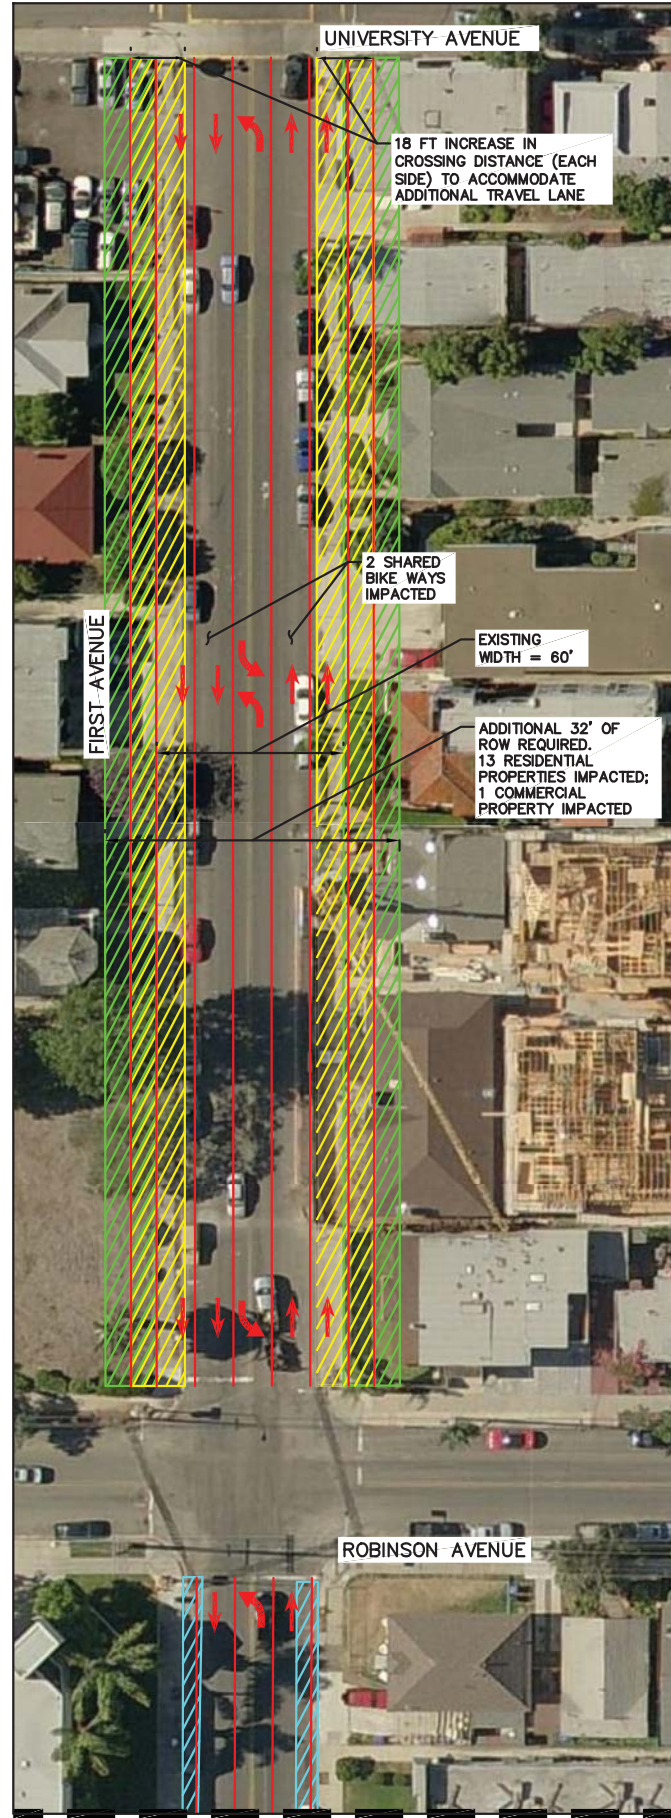 UNIVERSITY AVENUE
18 FT INCREASE IN
CROSSING DISTANCE (EACH
SIDE) TO ACCOMMODATE
ADDITIONAL TRAVEL LANE
2 SHARED
BIKE WAYS
IMPACTED
FIRST AVENUE
EXISTING
WIDTH = 60'
ADDITIONAL 32' OF
ROW REQUIRED.
13 RESIDENTIAL
PROPERTIES IMPACTED;
1 COMMERCIAL
PROPERTY IMPACTED
ROBINSON AVENUE